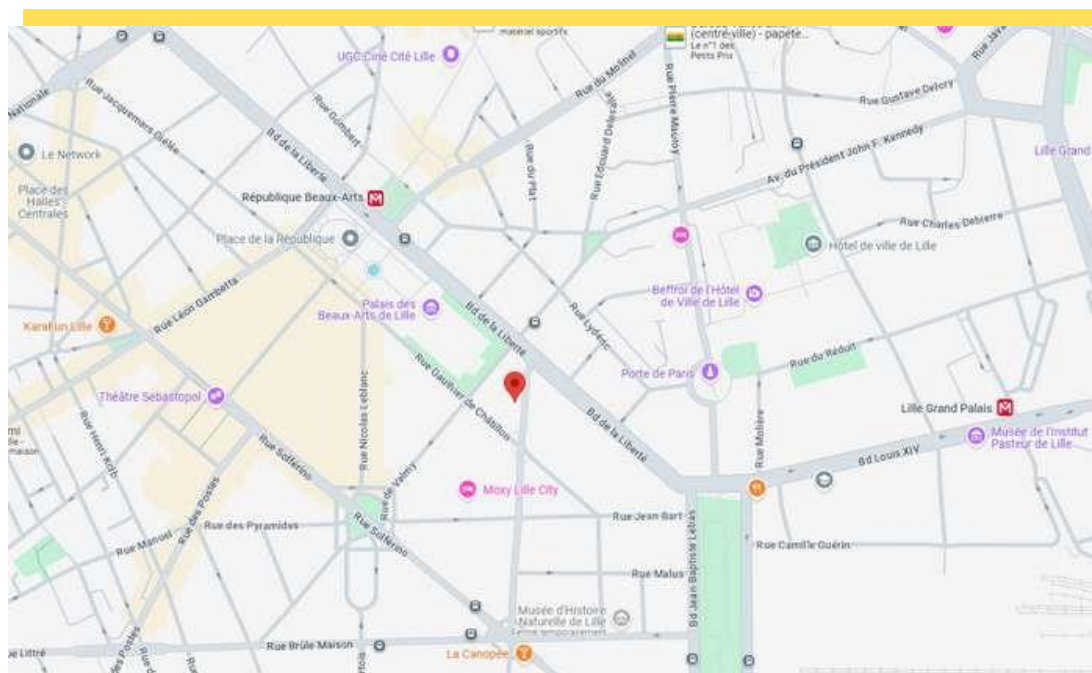 matériel sportif
(centre-ville) - papete...
Le n°1 des
Petits Prix
UGC Ciné Cité Lille
Rue du Molinel
Nationale
Rue Jacquemars Giélée
Rue Gombert
Bd de la Liberté
Rue du Plat
Rue Edouard Delesalle
Rue Pierre Mauroy
Rue Gustave Delory
Av. du Président John F. Kennedy
Lille Grand
Le Network
Place des
Halles
Centrales
République Beaux-Arts
Place de la République
Rue Charles Debierre
Hôtel de ville de Lille
Palais des
Beaux-Arts de Lille
Beffroi de l'Hôtel
de Ville de Lille
Rue Léon Gambetta
Bd de la Liberté
Rue Lydéric
Rue du Réduit
Porte de Paris
Théâtre Sébastopol
Rue Nicolas Leblanc
Rue Gauthier de Châtillon
Lille Grand Palais
Musée de l'Institut
Pasteur de Lille
Rue Henri Kolb
Rue Solférino
Bd de la Liberté
Rue Molière
Bd Louis XIV
Rue de Valmy
Moxy Lille City
Rue des Postes
Rue des Pyramides
Rue Manuel
Rue Solférino
Rue Jean Bart
Rue Camille Guérin
Rue Malus
Bd Jean Baptiste Lebas
Musée d'Histoire
Naturelle de Lille
Fermé temporairement
Rue Brûle Maison
La Canopée